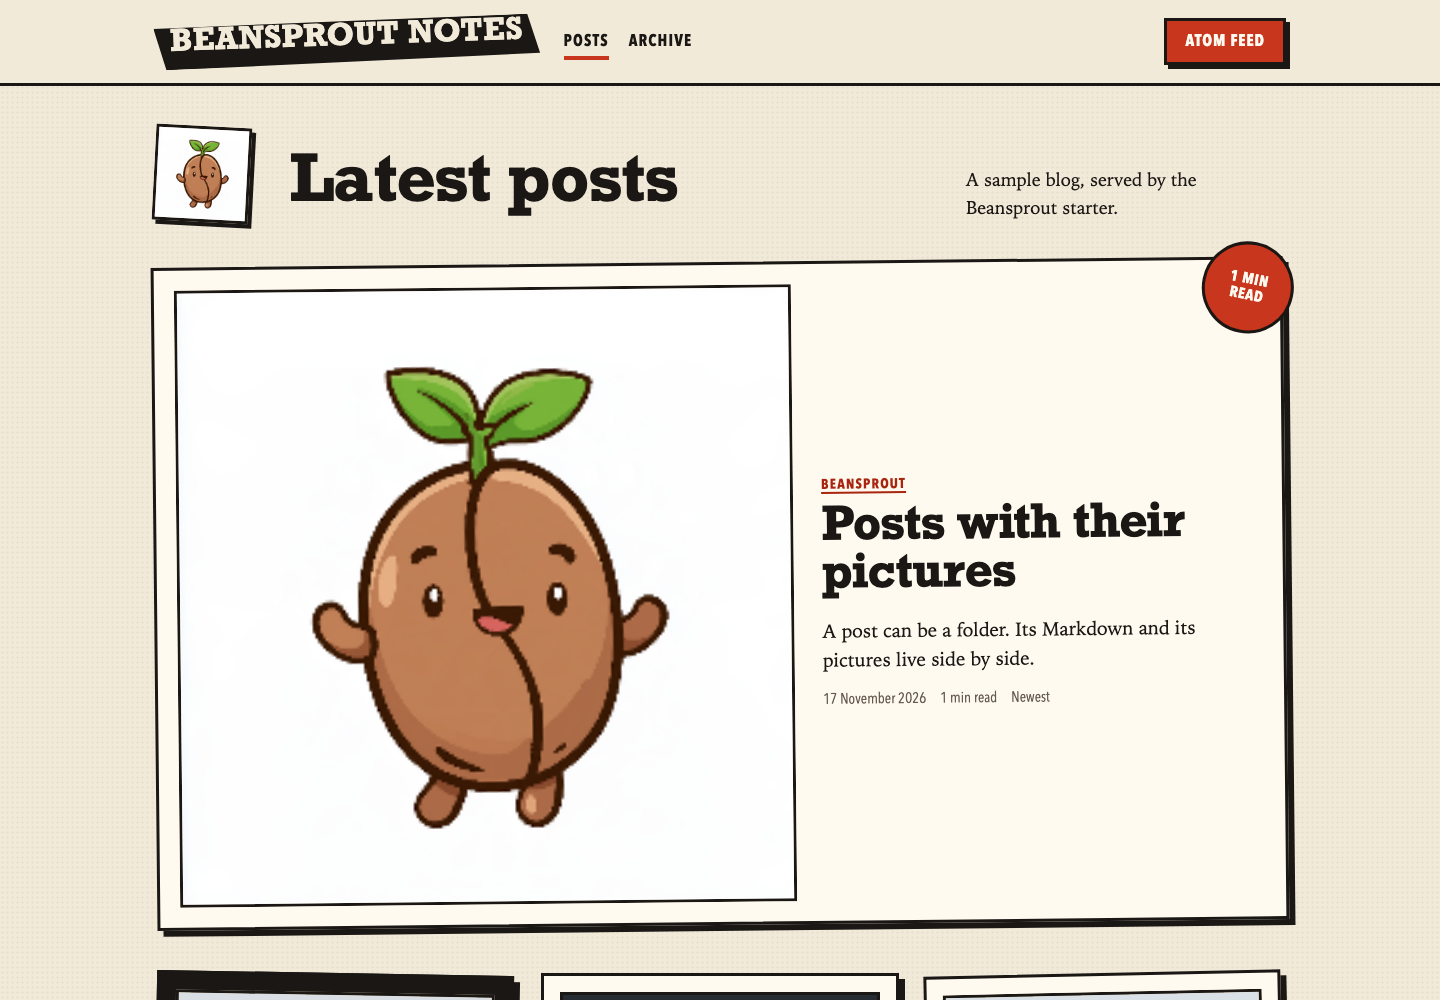 BEANSPROUT NOTES
POSTS
ARCHIVE
ATOM FEED
Latest posts
A sample blog, served by the
Beansprout starter.
1 MIN
READ
BEANSPROUT
Posts with their
pictures
A post can be a folder. Its Markdown and its
pictures live side by side.
17 November 2026 1 min read Newest